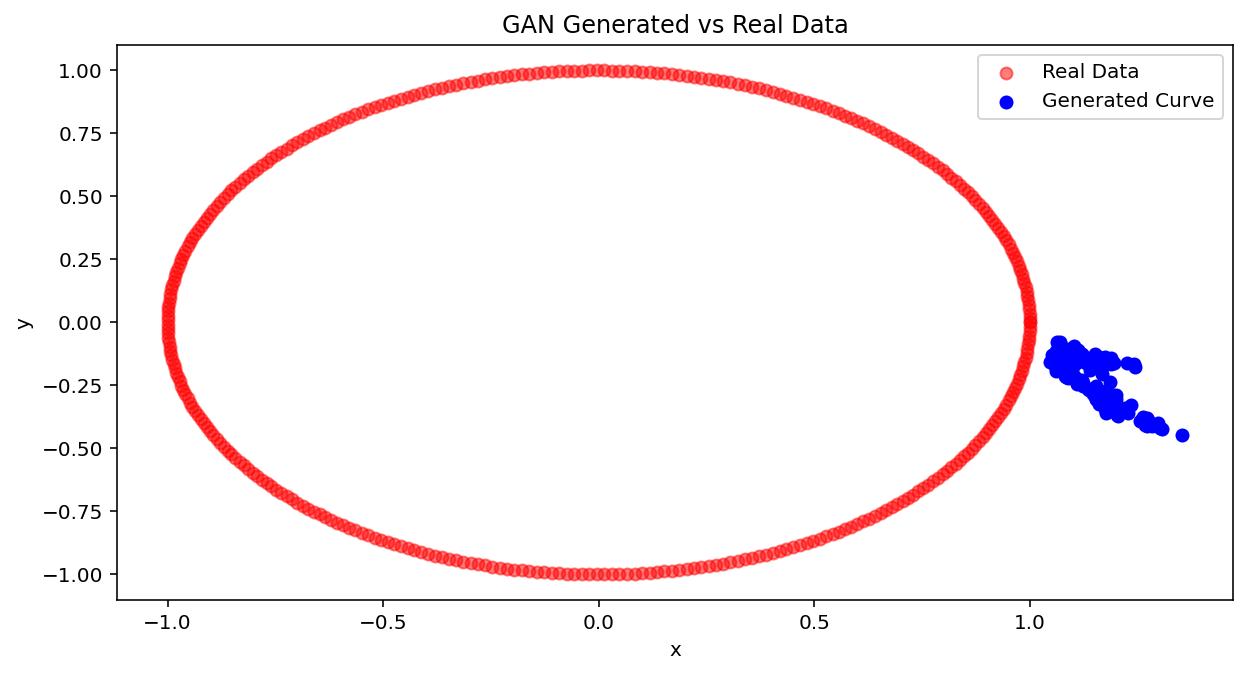 GAN Generated vs Real Data
Real Data
Generated Curve
1.00
0.75
0.50
0.25
0.00
−0.25
−0.50
−0.75
−1.00
y
−1.0 −0.5 0.0 0.5 1.0
x